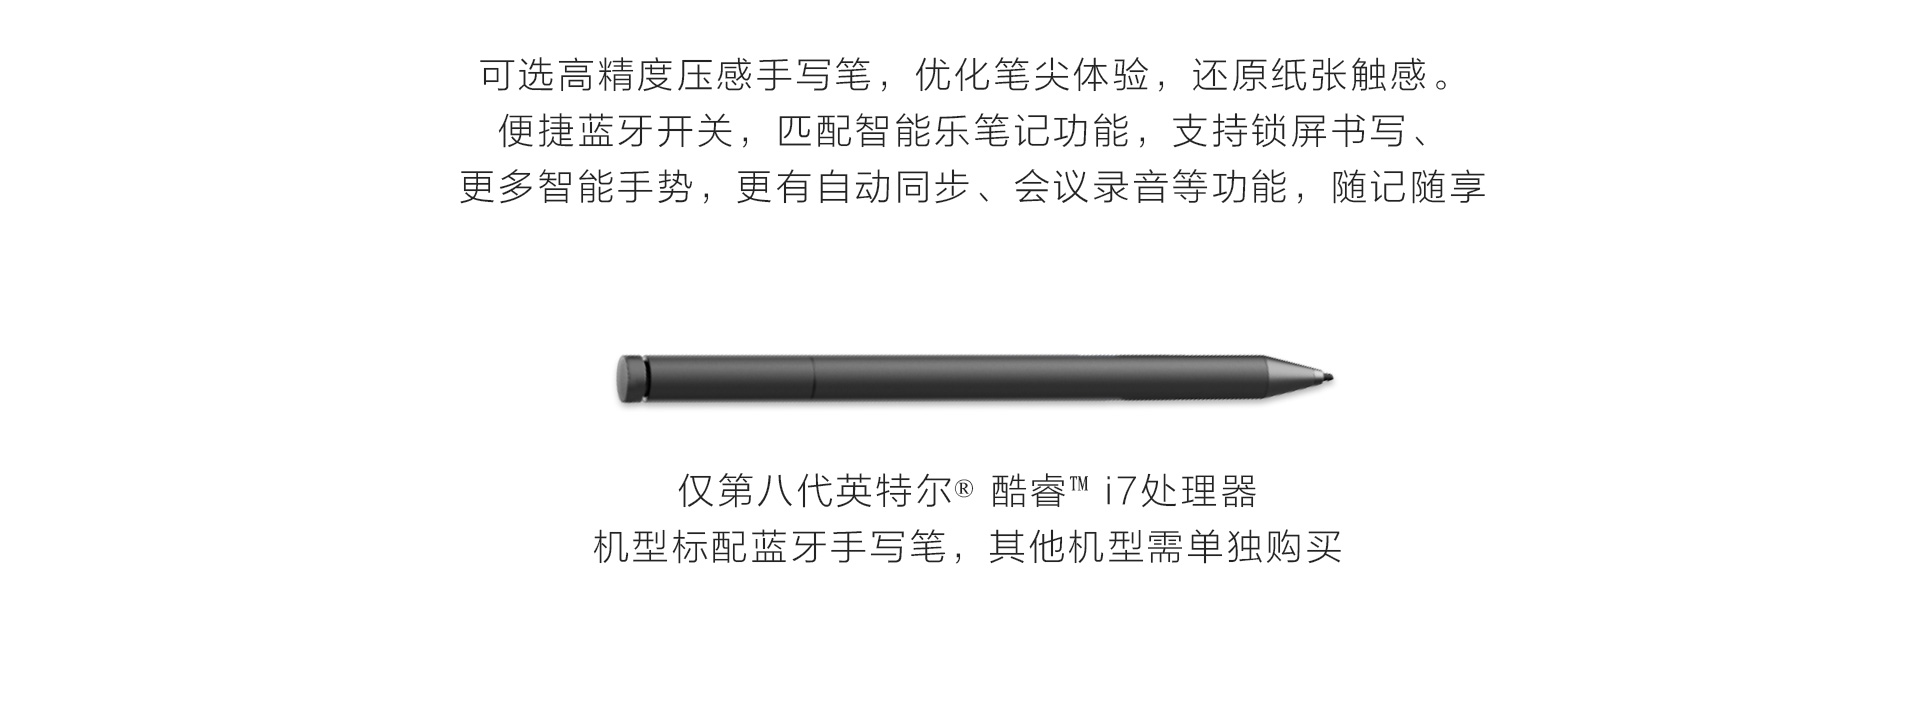 可选高精度压感手写笔，优化笔尖体验，还原纸张触感。
便捷蓝牙开关，匹配智能乐笔记功能，支持锁屏书写、
更多智能手势，更有自动同步、会议录音等功能，随记随享
仅第八代英特尔® 酷睿™ i7处理器
机型标配蓝牙手写笔，其他机型需单独购买